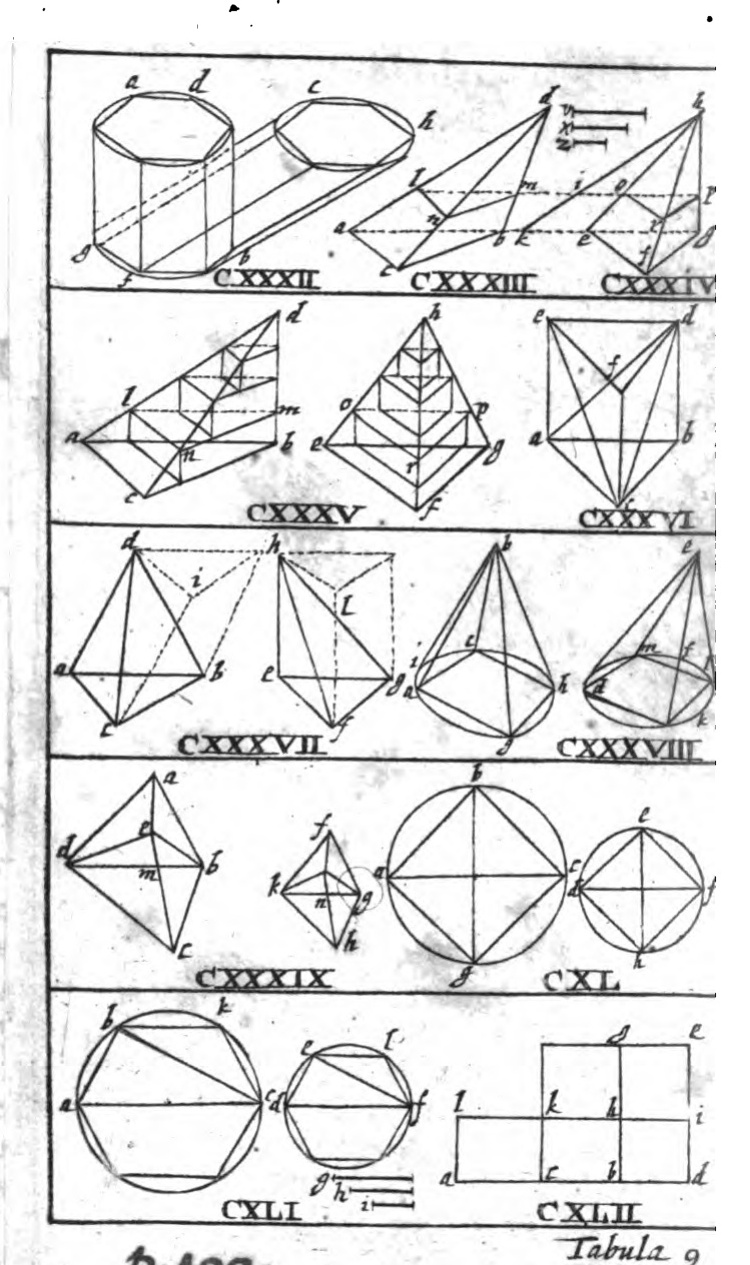 a d c h d v h
x
z
l m i o p
n r
a b k e g
g f b c f
CXXXII CXXXIII CXXXIV
d h e d
f
l m o p
a n b e r g a b
c f c
CXXXV CXXXVI
d h b e
i l
c m f
a b e g i a h d k
c f g
CXXXVII CXXXVIII
a b
e f e
d m b k n g a c d f
c h g h
CXXXIX CXL
b k e l g e
a c d f l k h i
g a c b d
h
i
CXLI CXLII
Tabula 9